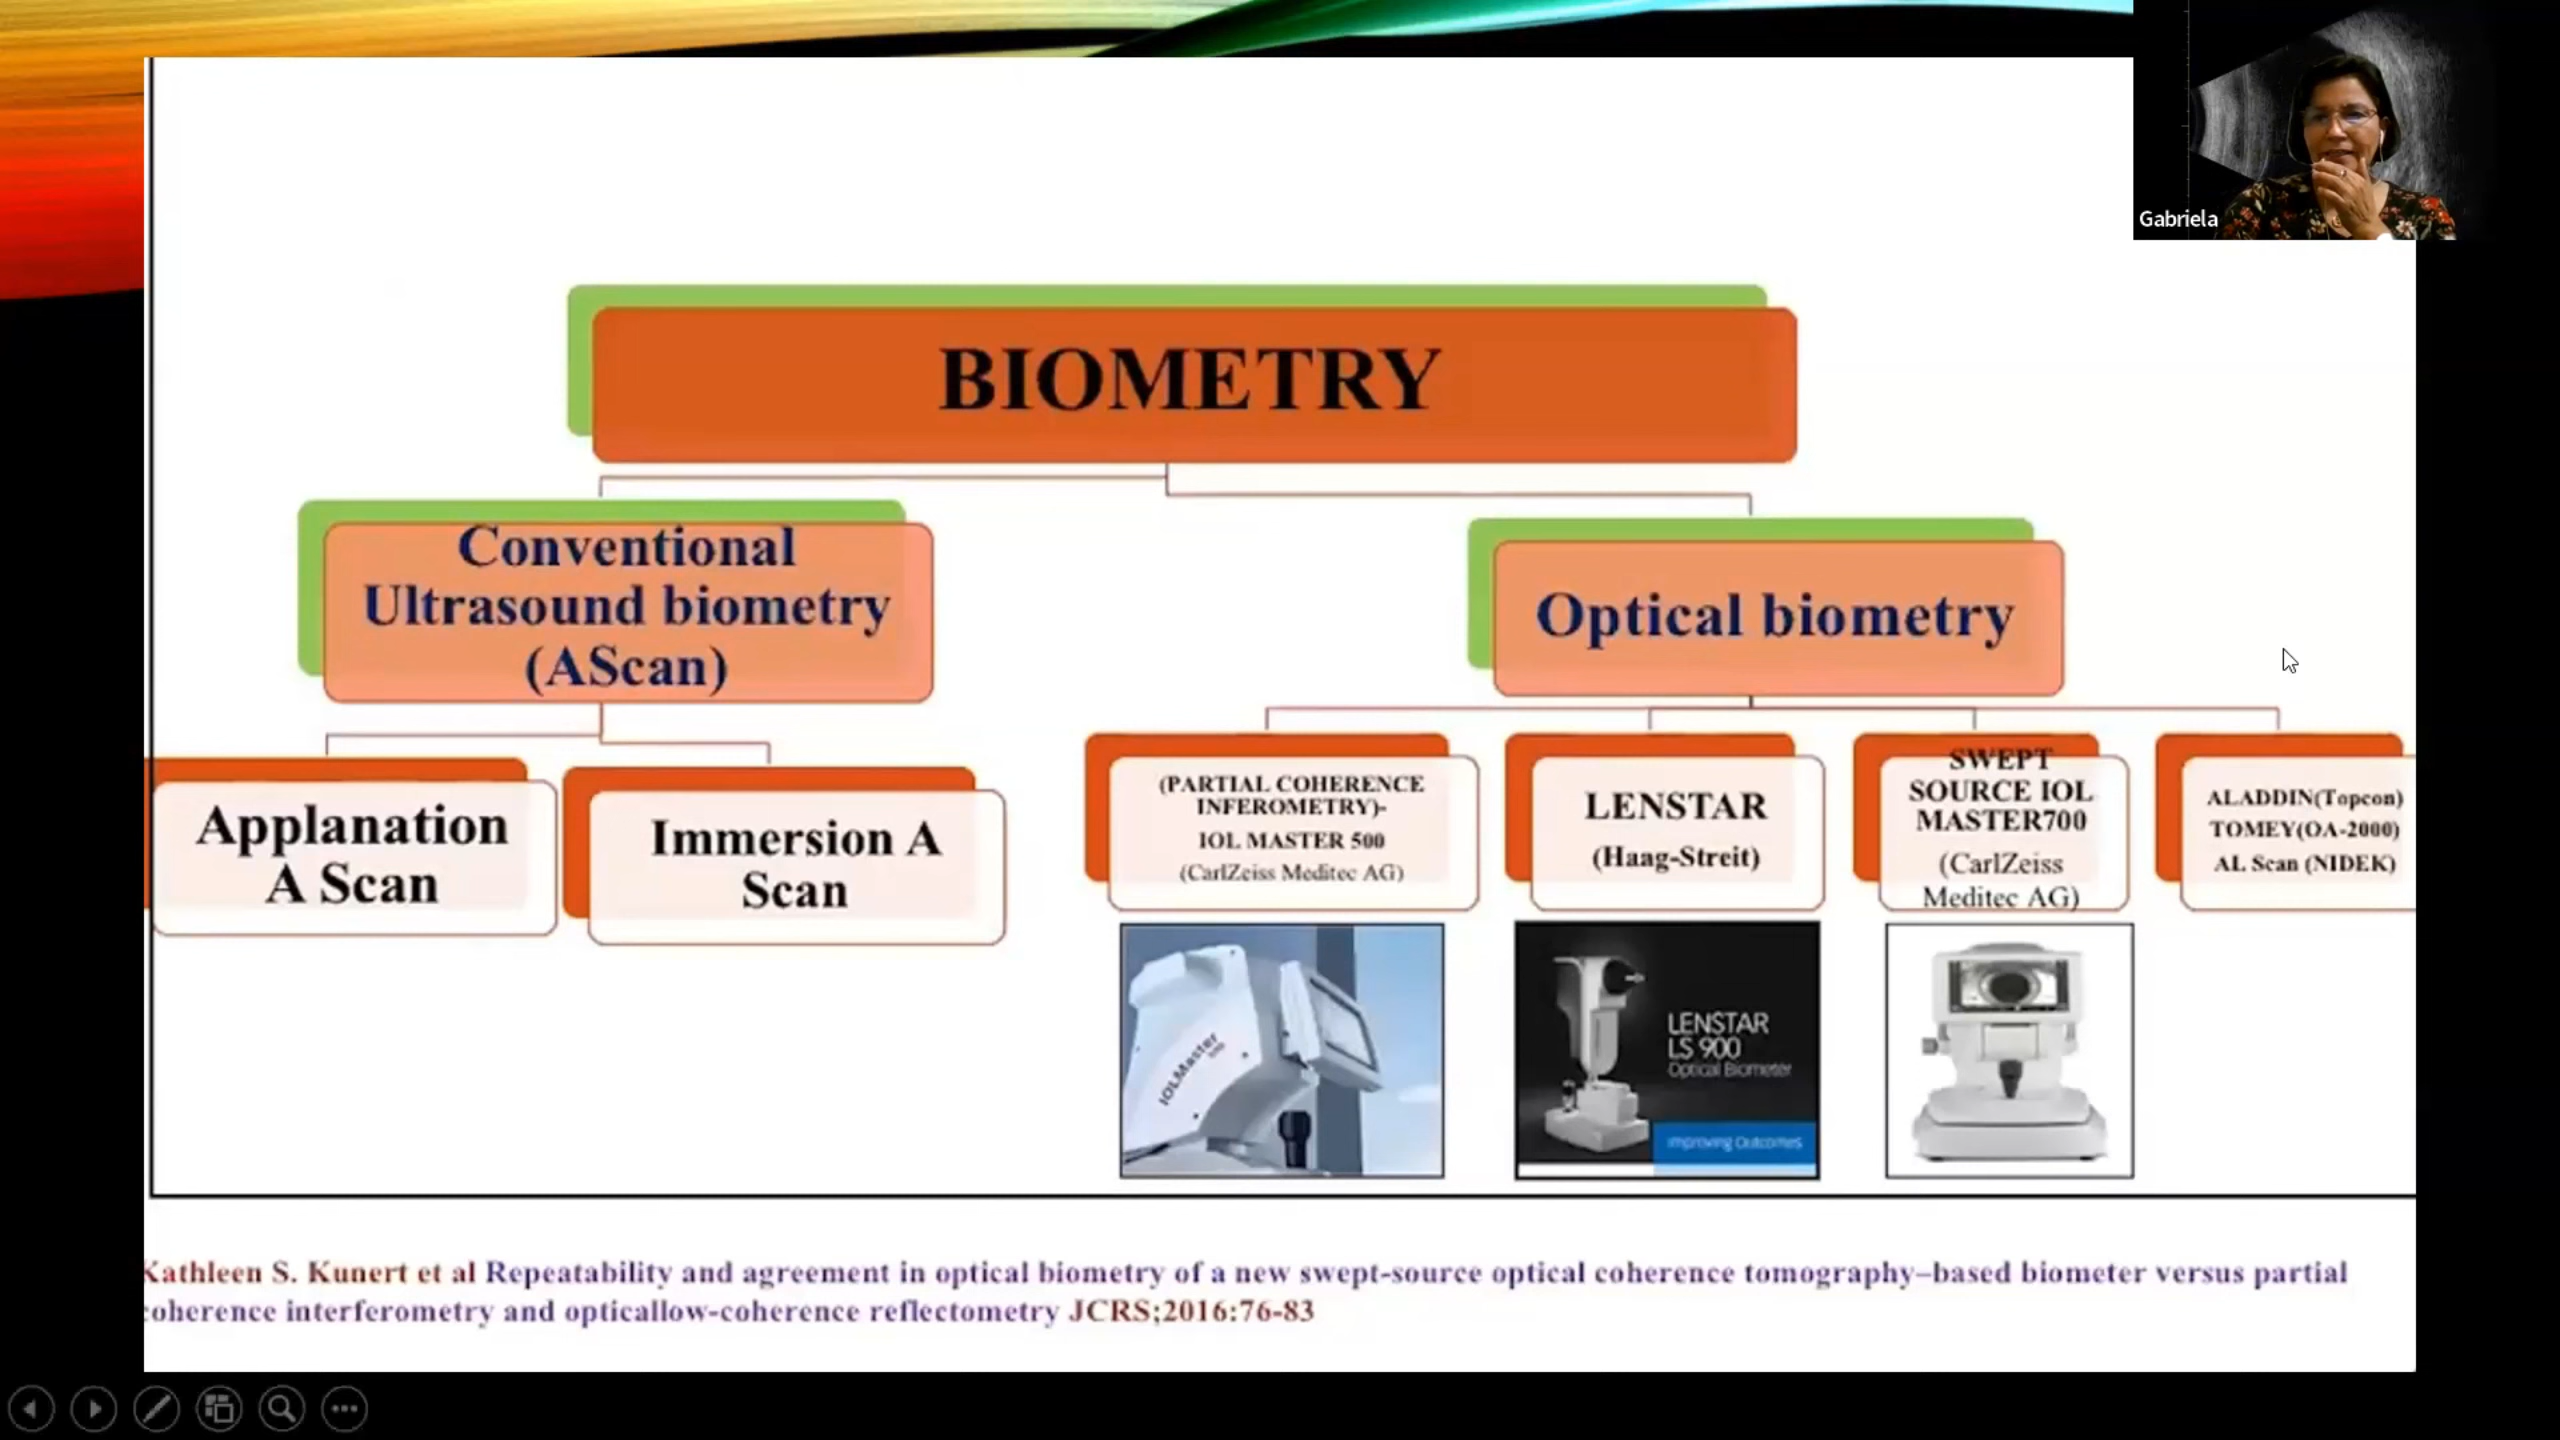 Gabriela
BIOMETRY
Conventional
Ultrasound biometry
(AScan)
Optical biometry
Applanation
A Scan
Immersion A
Scan
(PARTIAL COHERENCE
INFEROMETRY)-
IOL MASTER 500
(CarlZeiss Meditec AG)
LENSTAR
(Haag-Streit)
SWEPT
SOURCE IOL
MASTER700
(CarlZeiss
Meditec AG)
ALADDIN(Topcon)
TOMEY(OA-2000)
AL Scan (NIDEK)
IOLMaster
LENSTAR
LS 900
Optical Biometer
Improving Outcomes
Kathleen S. Kunert et al Repeatability and agreement in optical biometry of a new swept-source optical coherence tomography–based biometer versus partial
coherence interferometry and opticallow-coherence reflectometry JCRS;2016:76-83